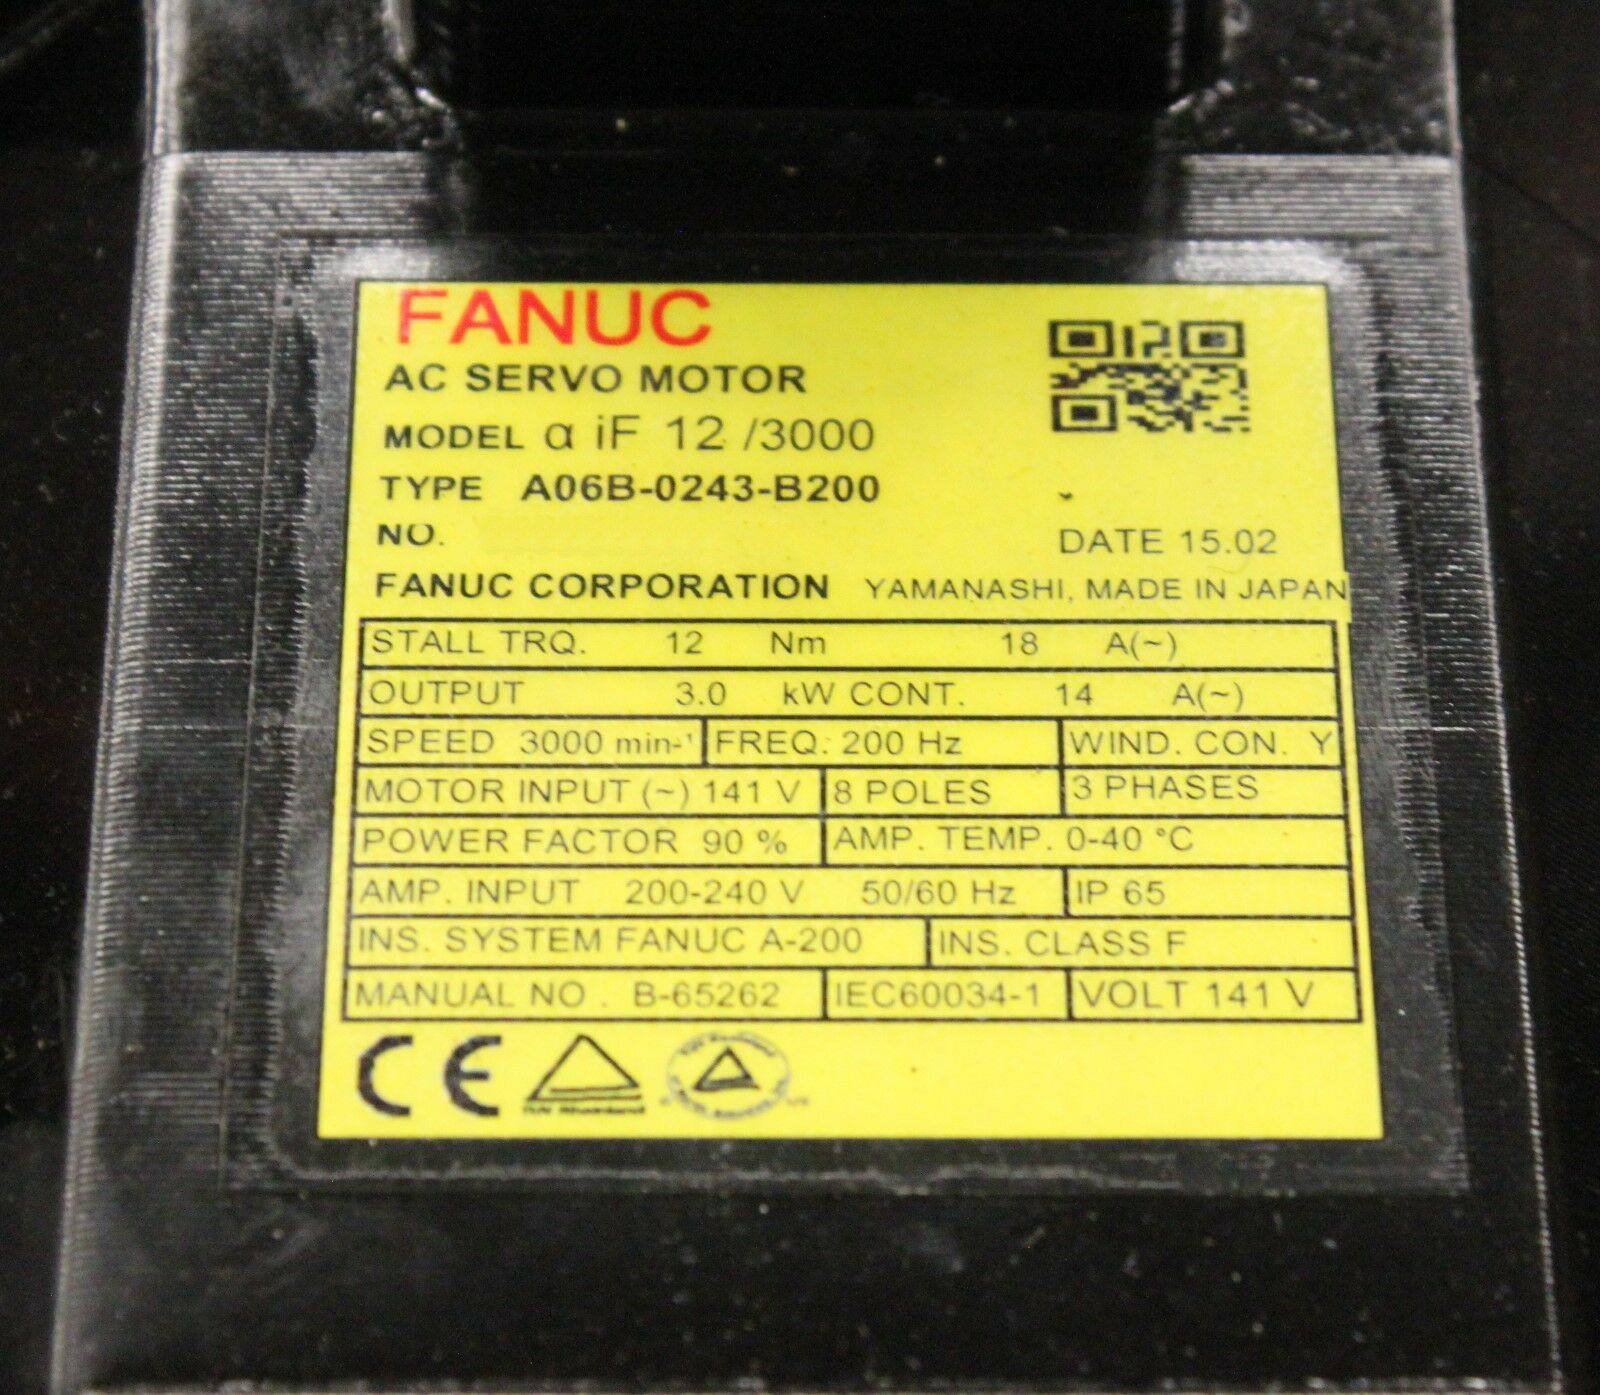 FANUC
AC SERVO MOTOR
MODEL α iF 12 /3000
TYPE A06B-0243-B200
NO.
DATE 15.02
FANUC CORPORATION YAMANASHI, MADE IN JAPAN
STALL TRQ. 12 Nm 18 A(~)
OUTPUT 3.0 kW CONT. 14 A(~)
SPEED 3000 min-¹ FREQ. 200 Hz WIND. CON. Y
MOTOR INPUT (~) 141 V 8 POLES 3 PHASES
POWER FACTOR 90 % AMP. TEMP. 0-40 °C
AMP. INPUT 200-240 V 50/60 Hz IP 65
INS. SYSTEM FANUC A-200 INS. CLASS F
MANUAL NO . B-65262 IEC60034-1 VOLT 141 V
CE
TUV Rheinland